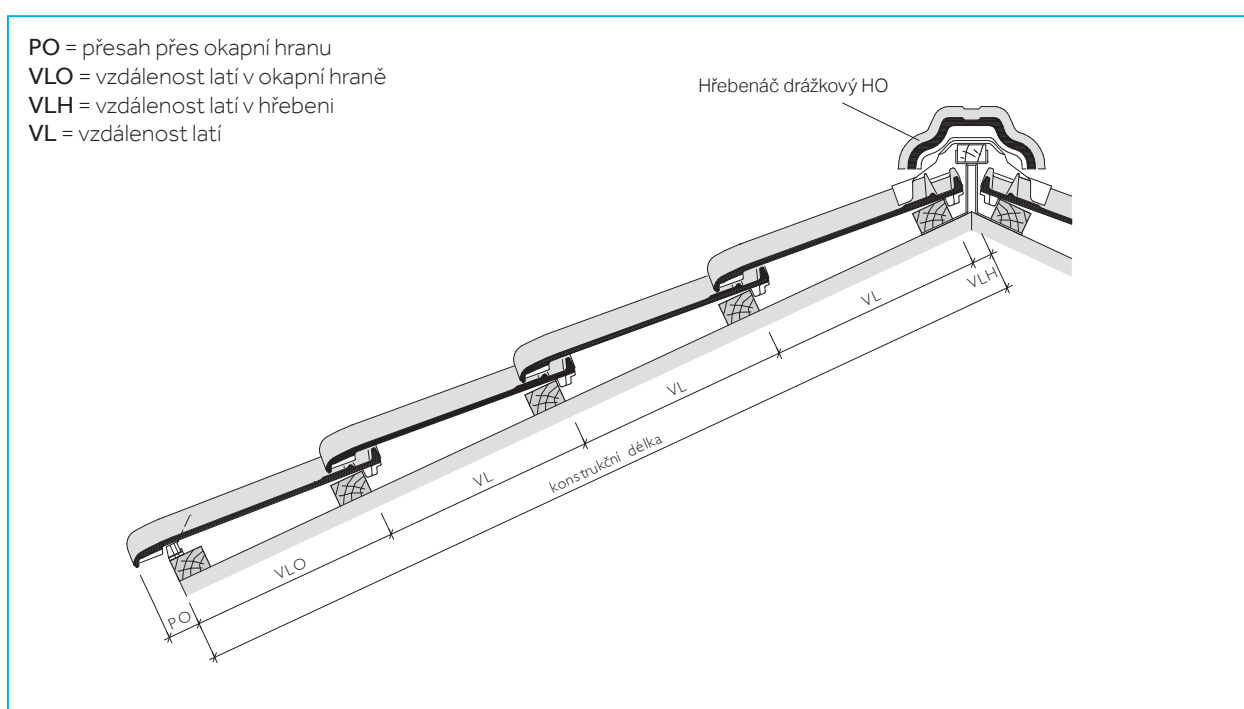 PO = přesah přes okapní hranu
VLO = vzdálenost latí v okapní hraně
VLH = vzdálenost latí v hřebeni
VL = vzdálenost latí
Hřebenáč drážkový HO
VLH
VL
VL
konstrukční délka
VL
VLO
PO